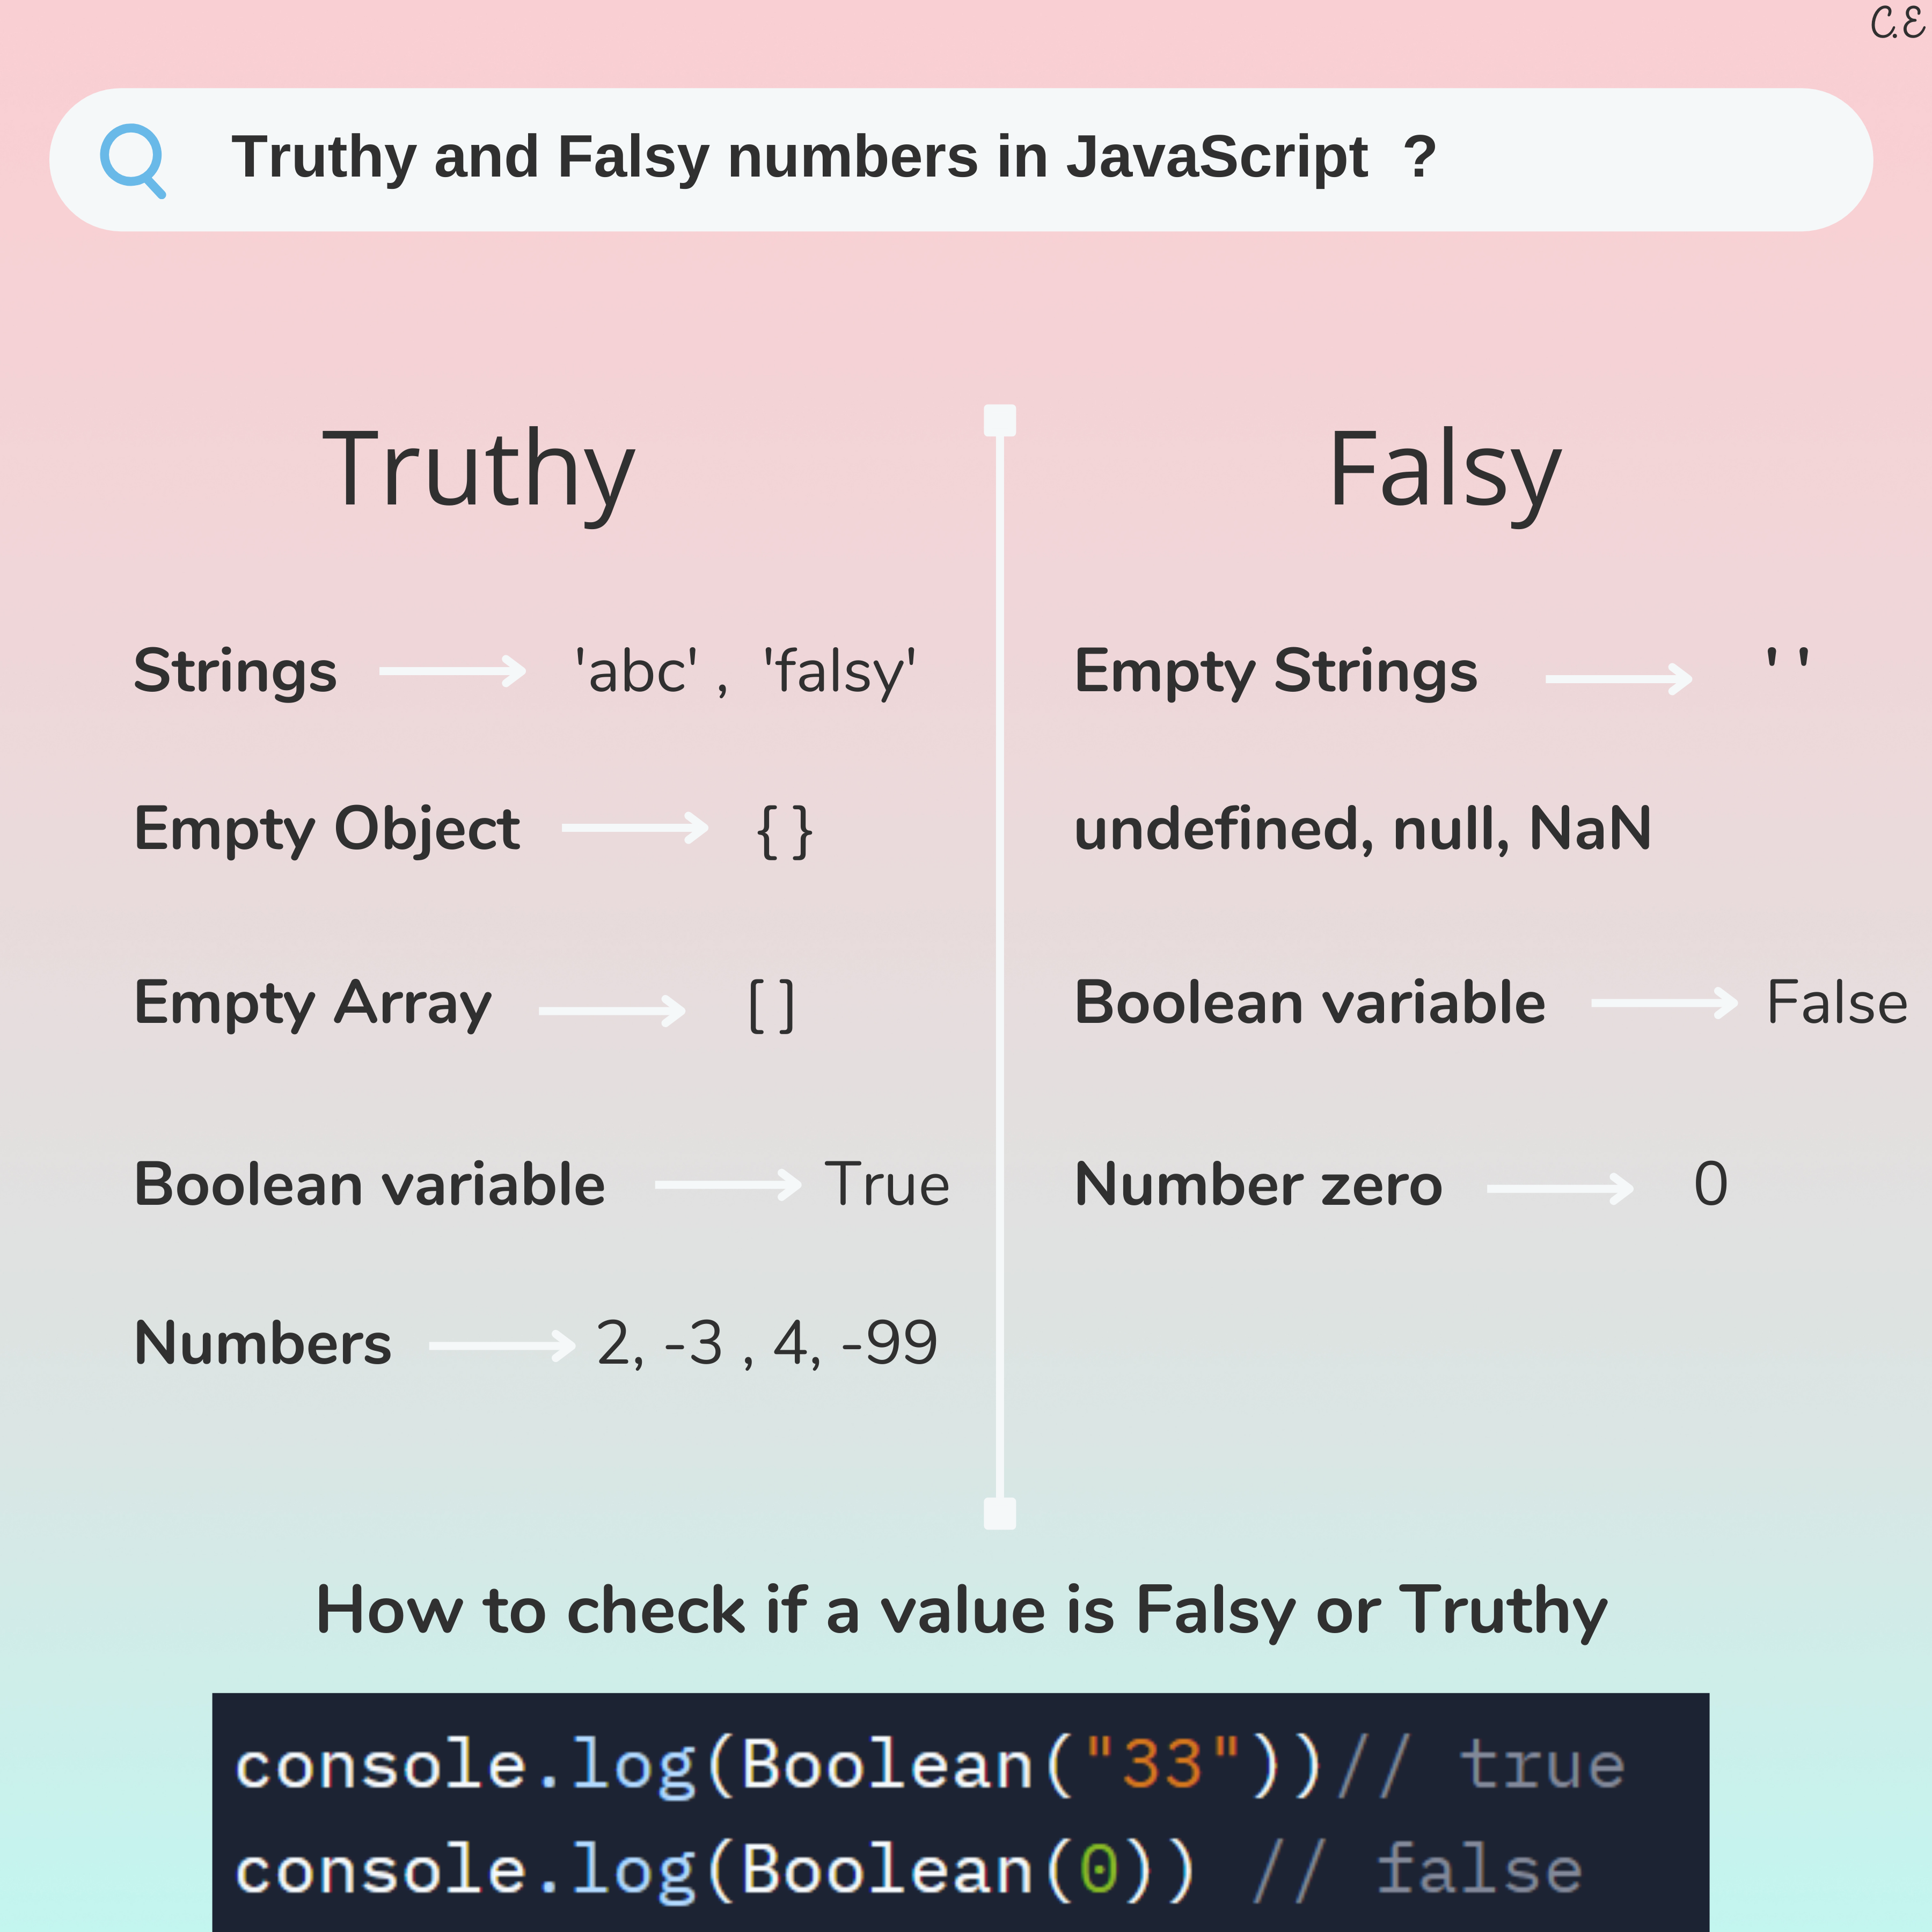 C.E
Truthy and Falsy numbers in JavaScript ?
Truthy
Strings 'abc' , 'falsy'
Empty Object { }
Empty Array [ ]
Boolean variable True
Numbers 2, -3 , 4, -99
Falsy
Empty Strings ' '
undefined, null, NaN
Boolean variable False
Number zero 0
How to check if a value is Falsy or Truthy
console.log(Boolean("33"))// true
console.log(Boolean(0)) // false